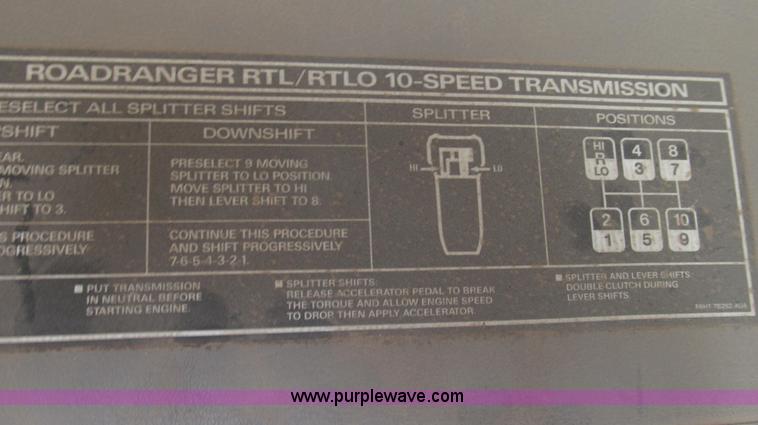 ROADRANGER RTL/RTLO 10-SPEED TRANSMISSION
ESELECT ALL SPLITTER SHIFTS
SPLITTER
POSITIONS
SHIFT
DOWNSHIFT
EAR.
MOVING SPLITTER
N.
R TO LO
HIFT TO 3.
PRESELECT 9 MOVING
SPLITTER TO LO POSITION.
MOVE SPLITTER TO HI
THEN LEVER SHIFT TO 8.
S PROCEDURE
OGRESSIVELY
CONTINUE THIS PROCEDURE
AND SHIFT PROGRESSIVELY
7-6-5-4-3-2-1.
HI LO
HI 4 8
R
LO 3 7
2 6 10
1 5 9
PUT TRANSMISSION
IN NEUTRAL BEFORE
STARTING ENGINE.
SPLITTER SHIFTS:
RELEASE ACCELERATOR PEDAL TO BREAK
THE TORQUE AND ALLOW ENGINE SPEED
TO DROP THEN APPLY ACCELERATOR.
SPLITTER AND LEVER SHIFTS:
DOUBLE CLUTCH DURING
LEVER SHIFTS.
www.purplewave.com